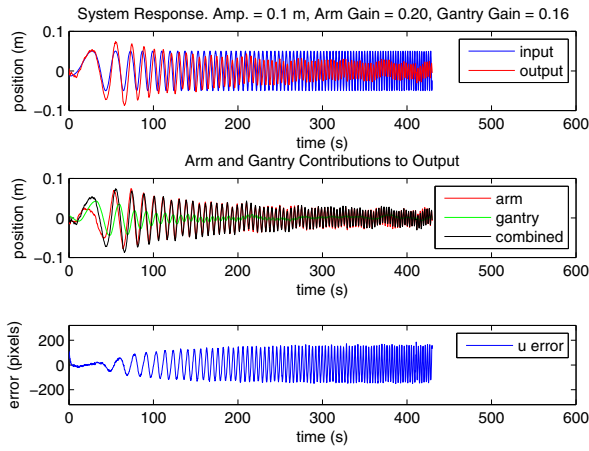 System Response. Amp. = 0.1 m, Arm Gain = 0.20, Gantry Gain = 0.16
0.1
0
−0.1
position (m)
input
output
0 100 200 300 400 500 600
time (s)
Arm and Gantry Contributions to Output
0.1
0
−0.1
position (m)
arm
gantry
combined
0 100 200 300 400 500 600
time (s)
200
0
−200
error (pixels)
u error
0 100 200 300 400 500 600
time (s)